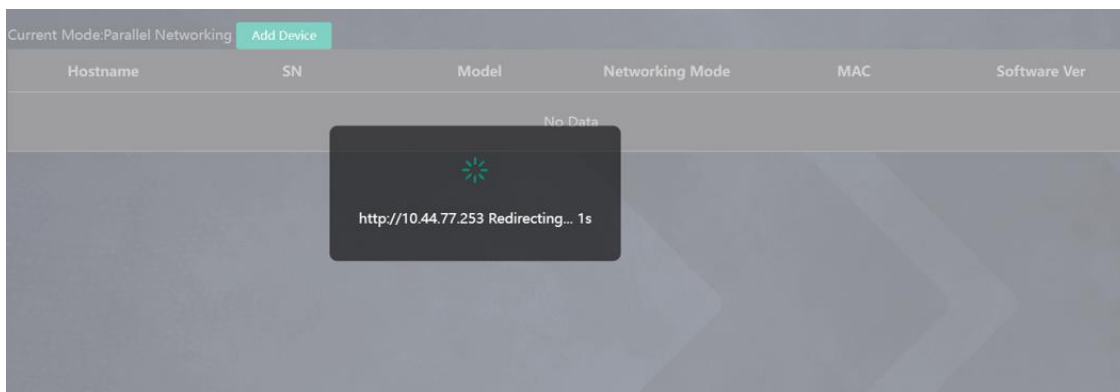 Current Mode:Parallel Networking Add Device
Hostname SN Model Networking Mode MAC Software Ver
No Data
http://10.44.77.253 Redirecting... 1s